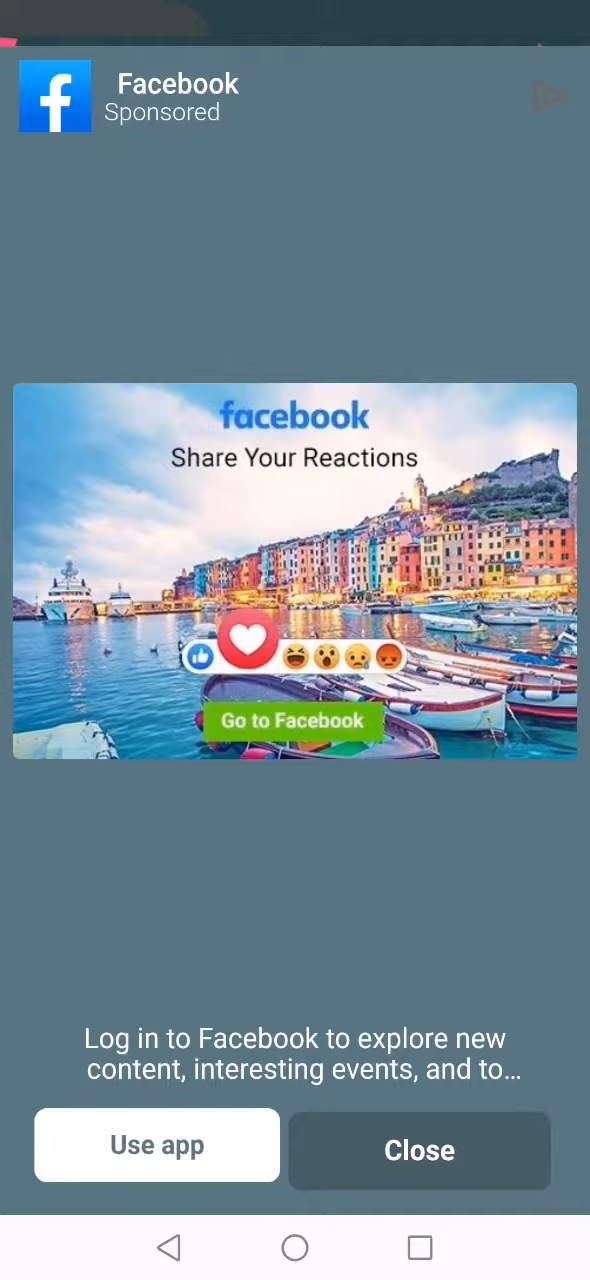 Facebook
Sponsored
facebook
Share Your Reactions
Go to Facebook
Log in to Facebook to explore new
content, interesting events, and to...
Use app
Close